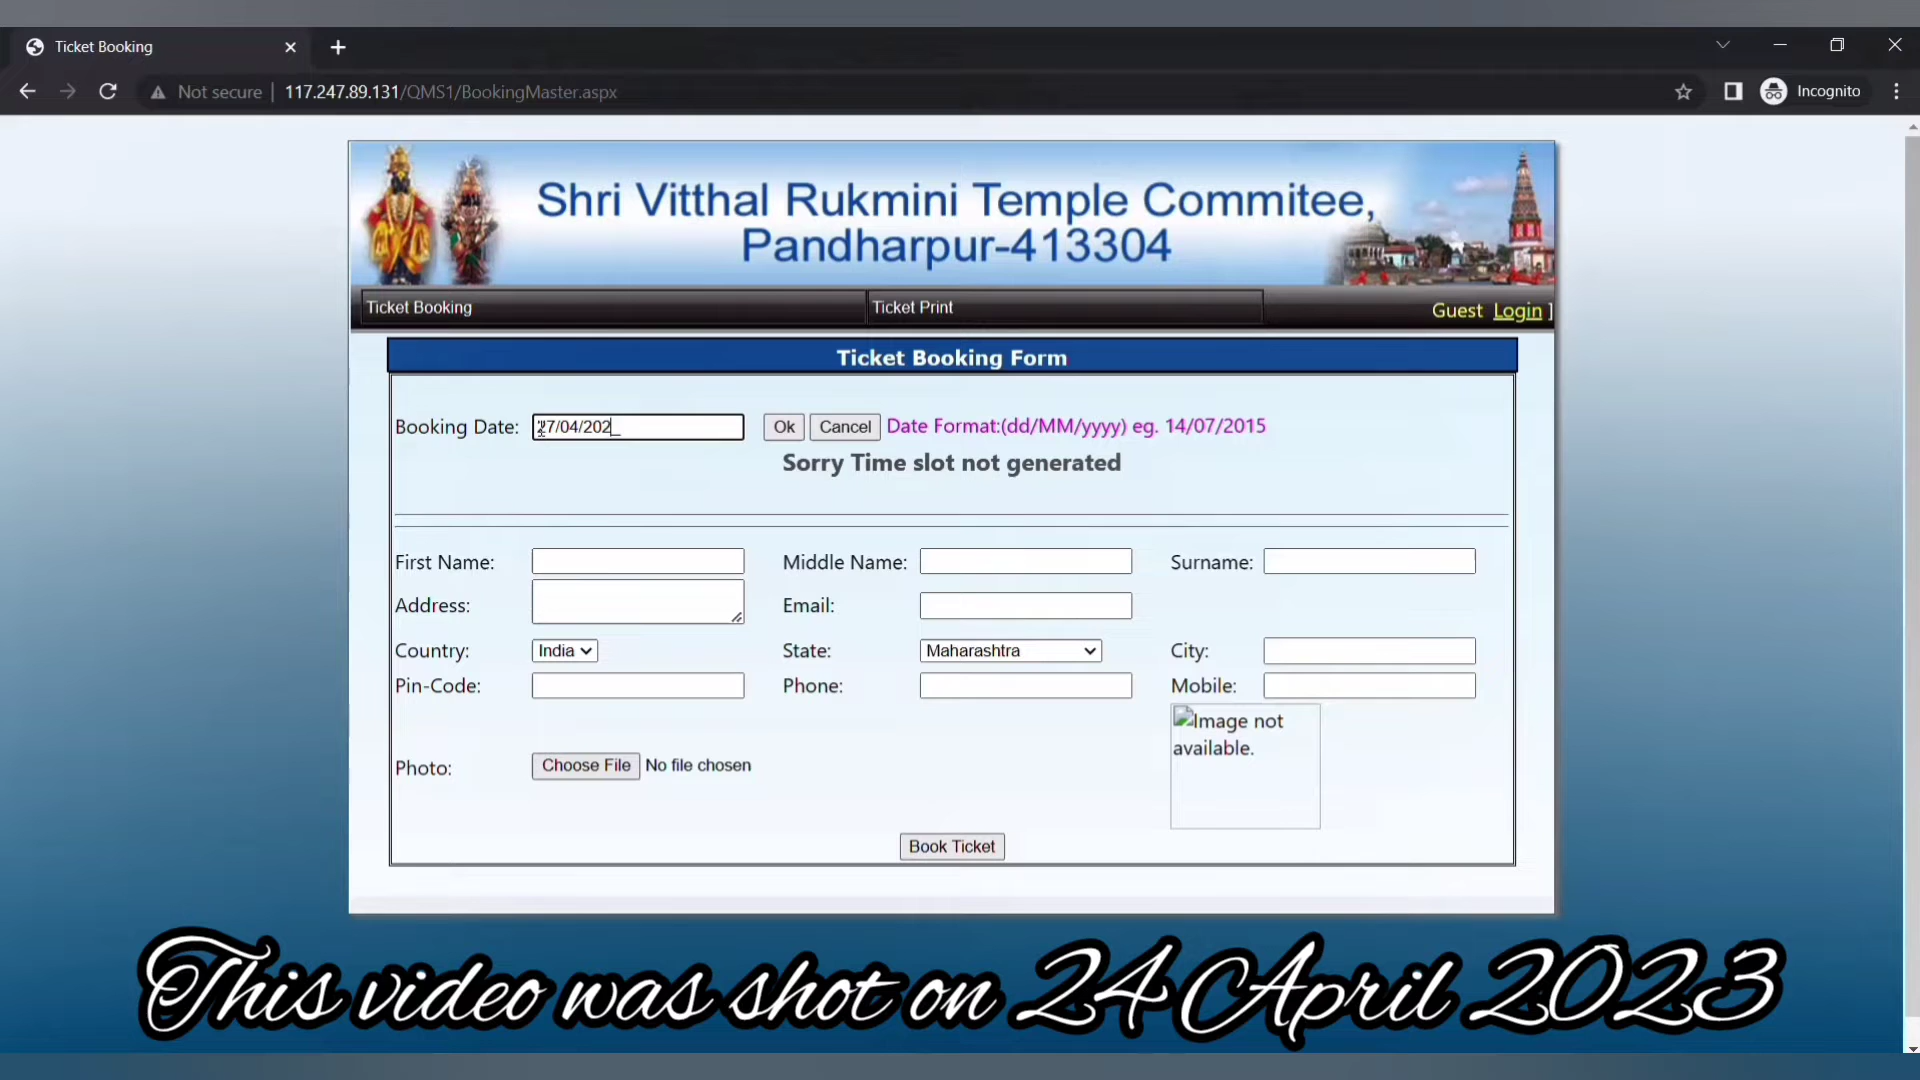 Ticket Booking
Not secure | 117.247.89.131/QMS1/BookingMaster.aspx
Incognito
Shri Vitthal Rukmini Temple Commitee,
Pandharpur-413304
Ticket Booking Ticket Print Guest Login ]
Ticket Booking Form
Booking Date: 27/04/202_ Ok Cancel Date Format:(dd/MM/yyyy) eg. 14/07/2015
Sorry Time slot not generated
First Name: Middle Name: Surname:
Address: Email:
Country: India State: Maharashtra City:
Pin-Code: Phone: Mobile:
Image not
available.
Photo: Choose File No file chosen
Book Ticket
This video was shot on 24 April 2023